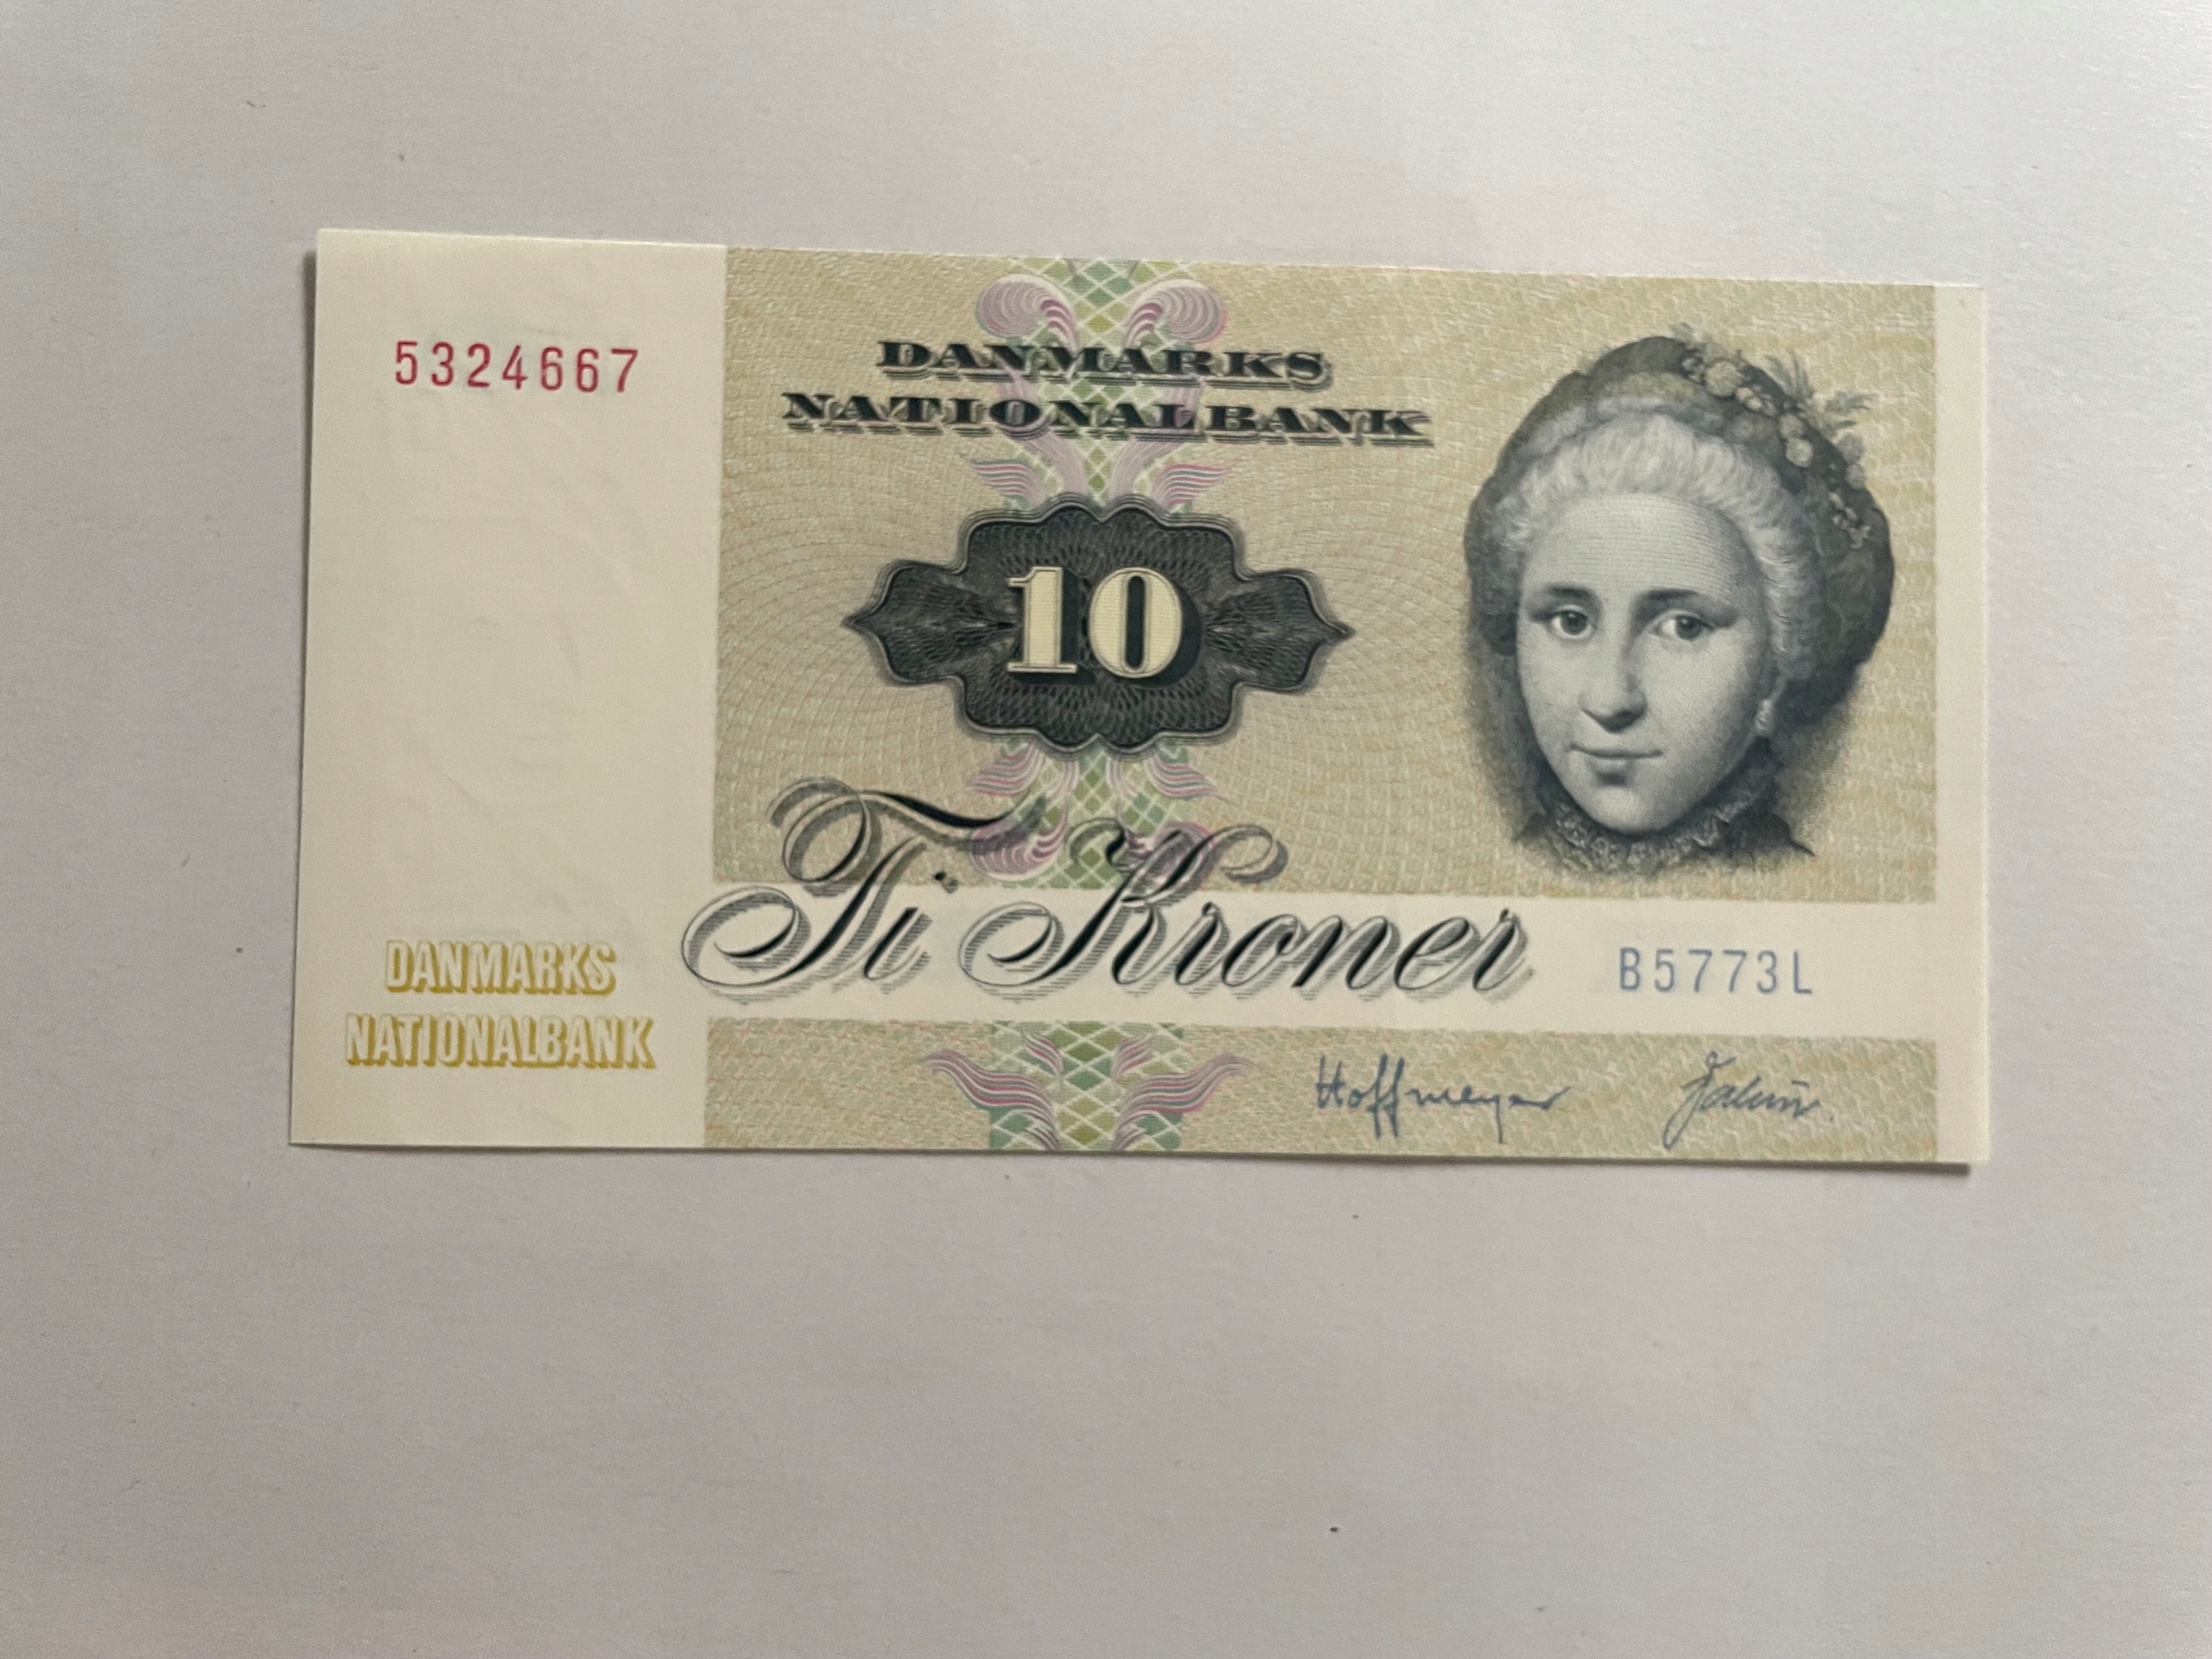 5324667
DANMARKS
NATIONALBANK
10
Ti Kroner
B5773L
DANMARKS
NATIONALBANK
Hoffmeyer